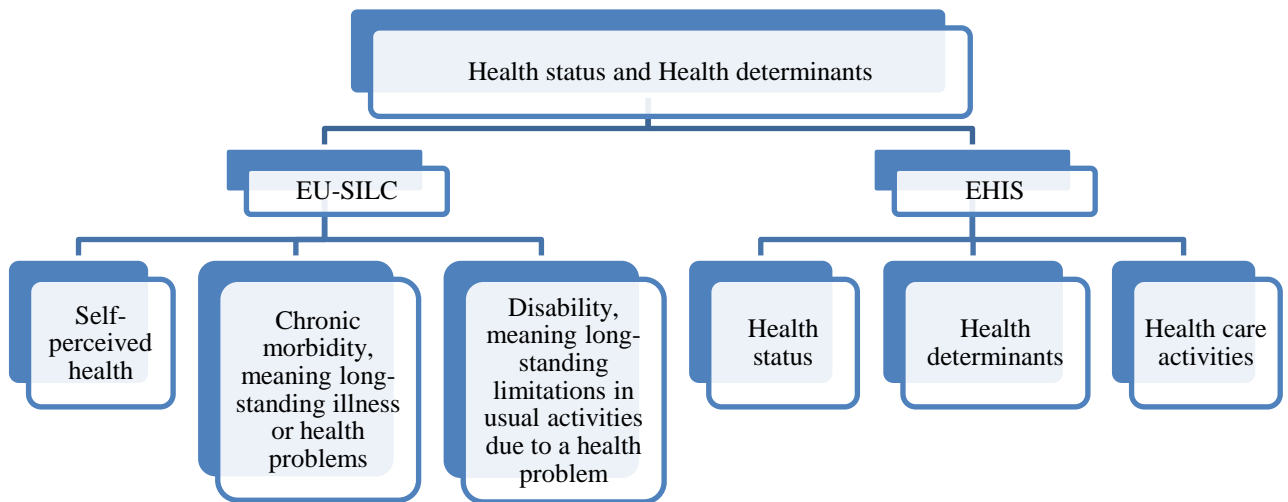 Health status and Health determinants
EU-SILC
EHIS
Self-
perceived
health
Chronic
morbidity,
meaning long-
standing illness
or health
problems
Disability,
meaning long-
standing
limitations in
usual activities
due to a health
problem
Health
status
Health
determinants
Health care
activities